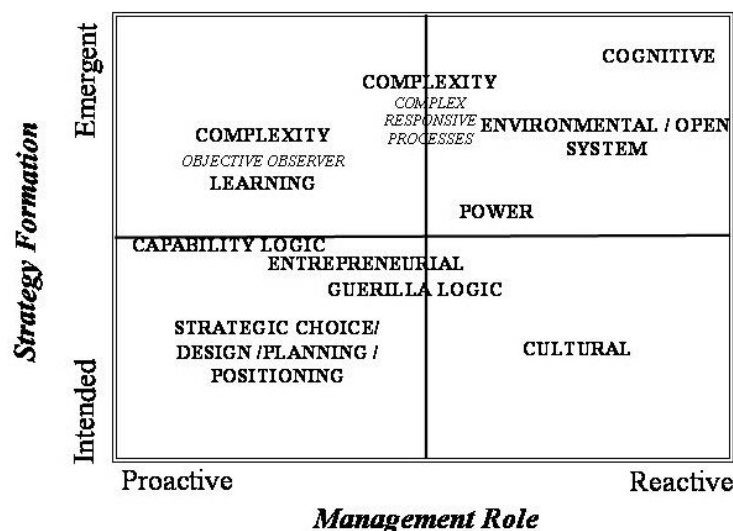 Strategy Formation
Emergent
Intended
COGNITIVE
COMPLEXITY
COMPLEX
RESPONSIVE
PROCESSES
ENVIRONMENTAL / OPEN
SYSTEM
COMPLEXITY
OBJECTIVE OBSERVER
LEARNING
POWER
CAPABILITY LOGIC
ENTREPRENEURIAL
GUERILLA LOGIC
STRATEGIC CHOICE/
DESIGN /PLANNING /
POSITIONING
CULTURAL
Proactive
Reactive
Management Role